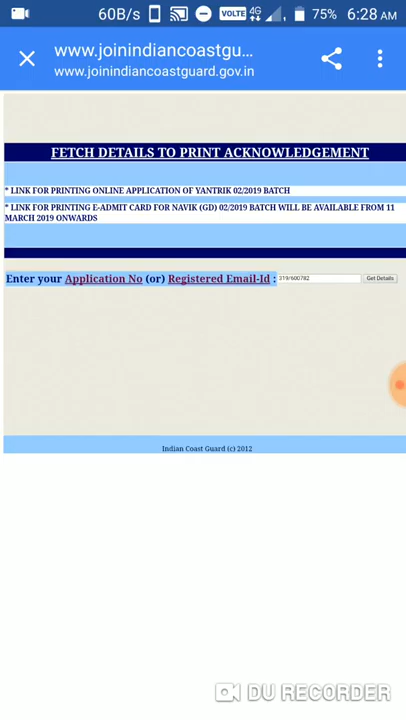 60B/s VOLTE 4G 75% 6:28 AM
www.joinindiancoastgu...
www.joinindiancoastguard.gov.in
FETCH DETAILS TO PRINT ACKNOWLEDGEMENT
* LINK FOR PRINTING ONLINE APPLICATION OF YANTRIK 02/2019 BATCH
* LINK FOR PRINTING E-ADMIT CARD FOR NAVIK (GD) 02/2019 BATCH WILL BE AVAILABLE FROM 11
MARCH 2019 ONWARDS
Enter your Application No (or) Registered Email-Id : 319/600782 Get Details
Indian Coast Guard (c) 2012
DU RECORDER